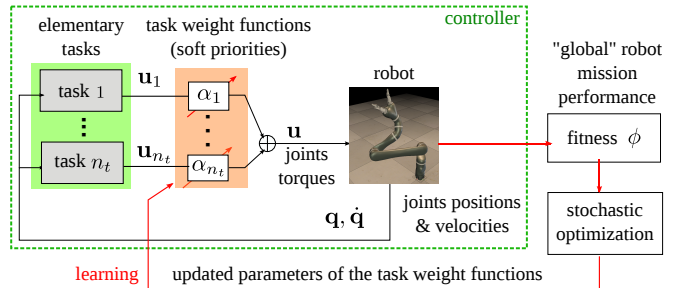 controller
elementary
tasks
task weight functions
(soft priorities)
task 1
u₁
α₁
task nₜ
uₙₜ
αₙₜ
⊕
u
joints
torques
robot
q, q̇
joints positions
& velocities
"global" robot
mission
performance
fitness ϕ
stochastic
optimization
learning
updated parameters of the task weight functions